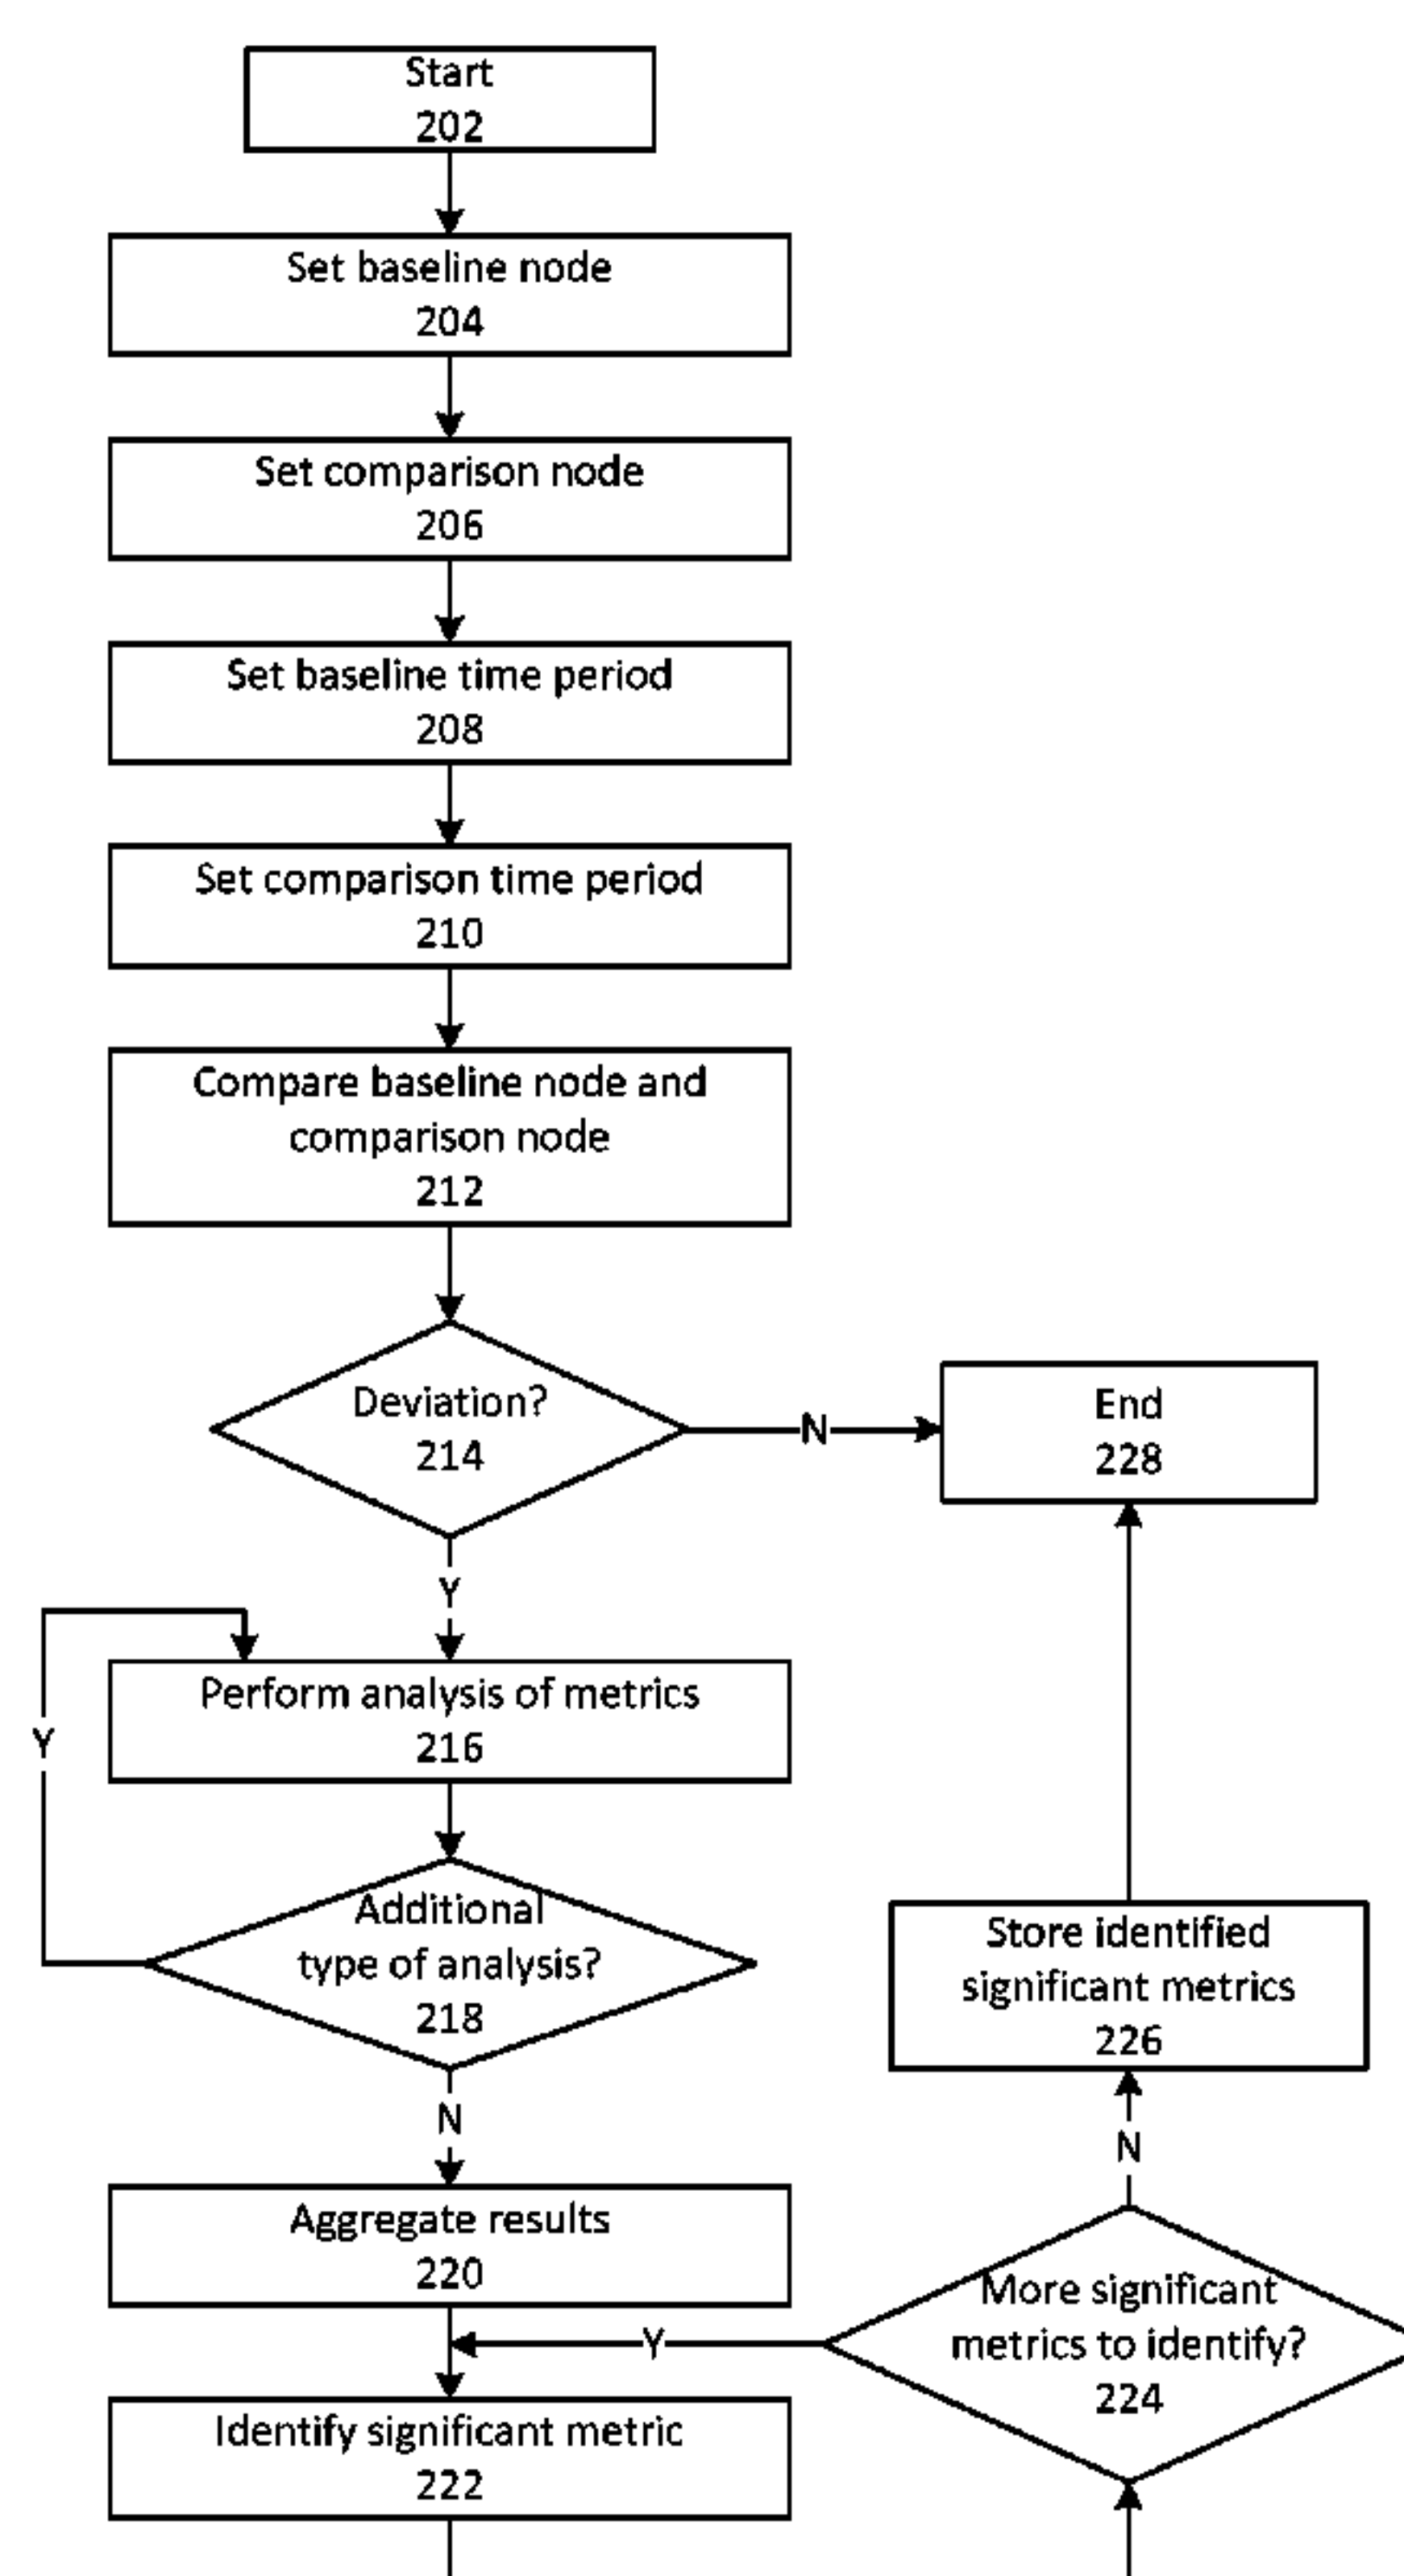 Start
202
Set baseline node
204
Set comparison node
206
Set baseline time period
208
Set comparison time period
210
Compare baseline node and
comparison node
212
Deviation?
214
N
End
228
Y
Perform analysis of metrics
216
Y
Additional
type of analysis?
218
N
Aggregate results
220
Y
Identify significant metric
222
More significant
metrics to identify?
224
N
Store identified
significant metrics
226